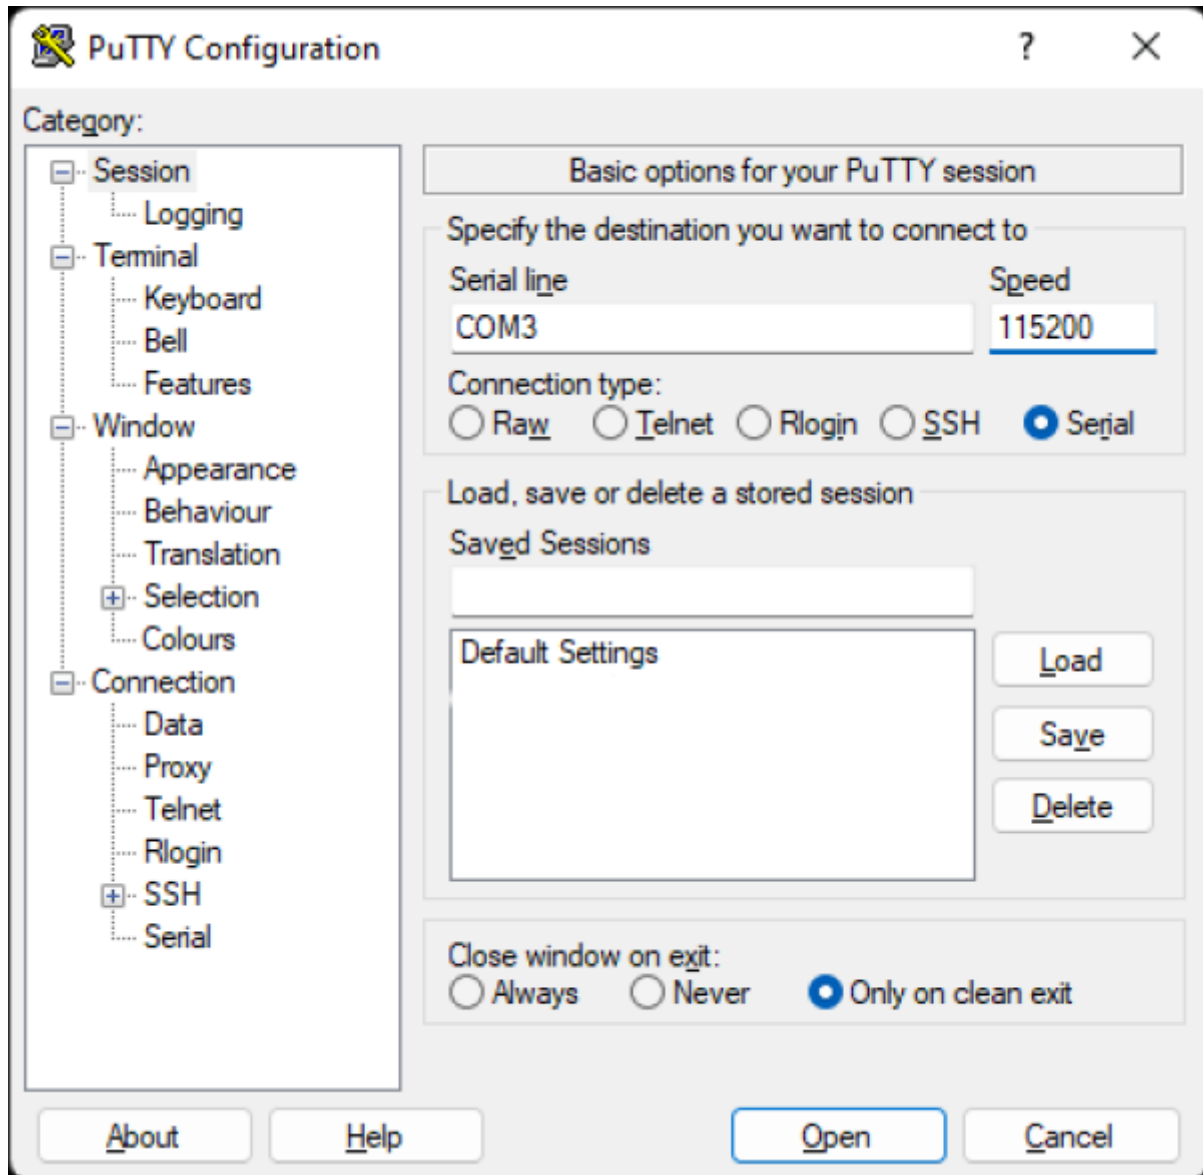 PuTTY Configuration ?
Category:
Session
Logging
Terminal
Keyboard
Bell
Features
Window
Appearance
Behaviour
Translation
Selection
Colours
Connection
Data
Proxy
Telnet
Rlogin
SSH
Serial
Basic options for your PuTTY session
Specify the destination you want to connect to
Serial line Speed
COM3 115200
Connection type:
Raw Telnet Rlogin SSH Serial
Load, save or delete a stored session
Saved Sessions
Default Settings
Load
Save
Delete
Close window on exit:
Always Never Only on clean exit
About Help Open Cancel